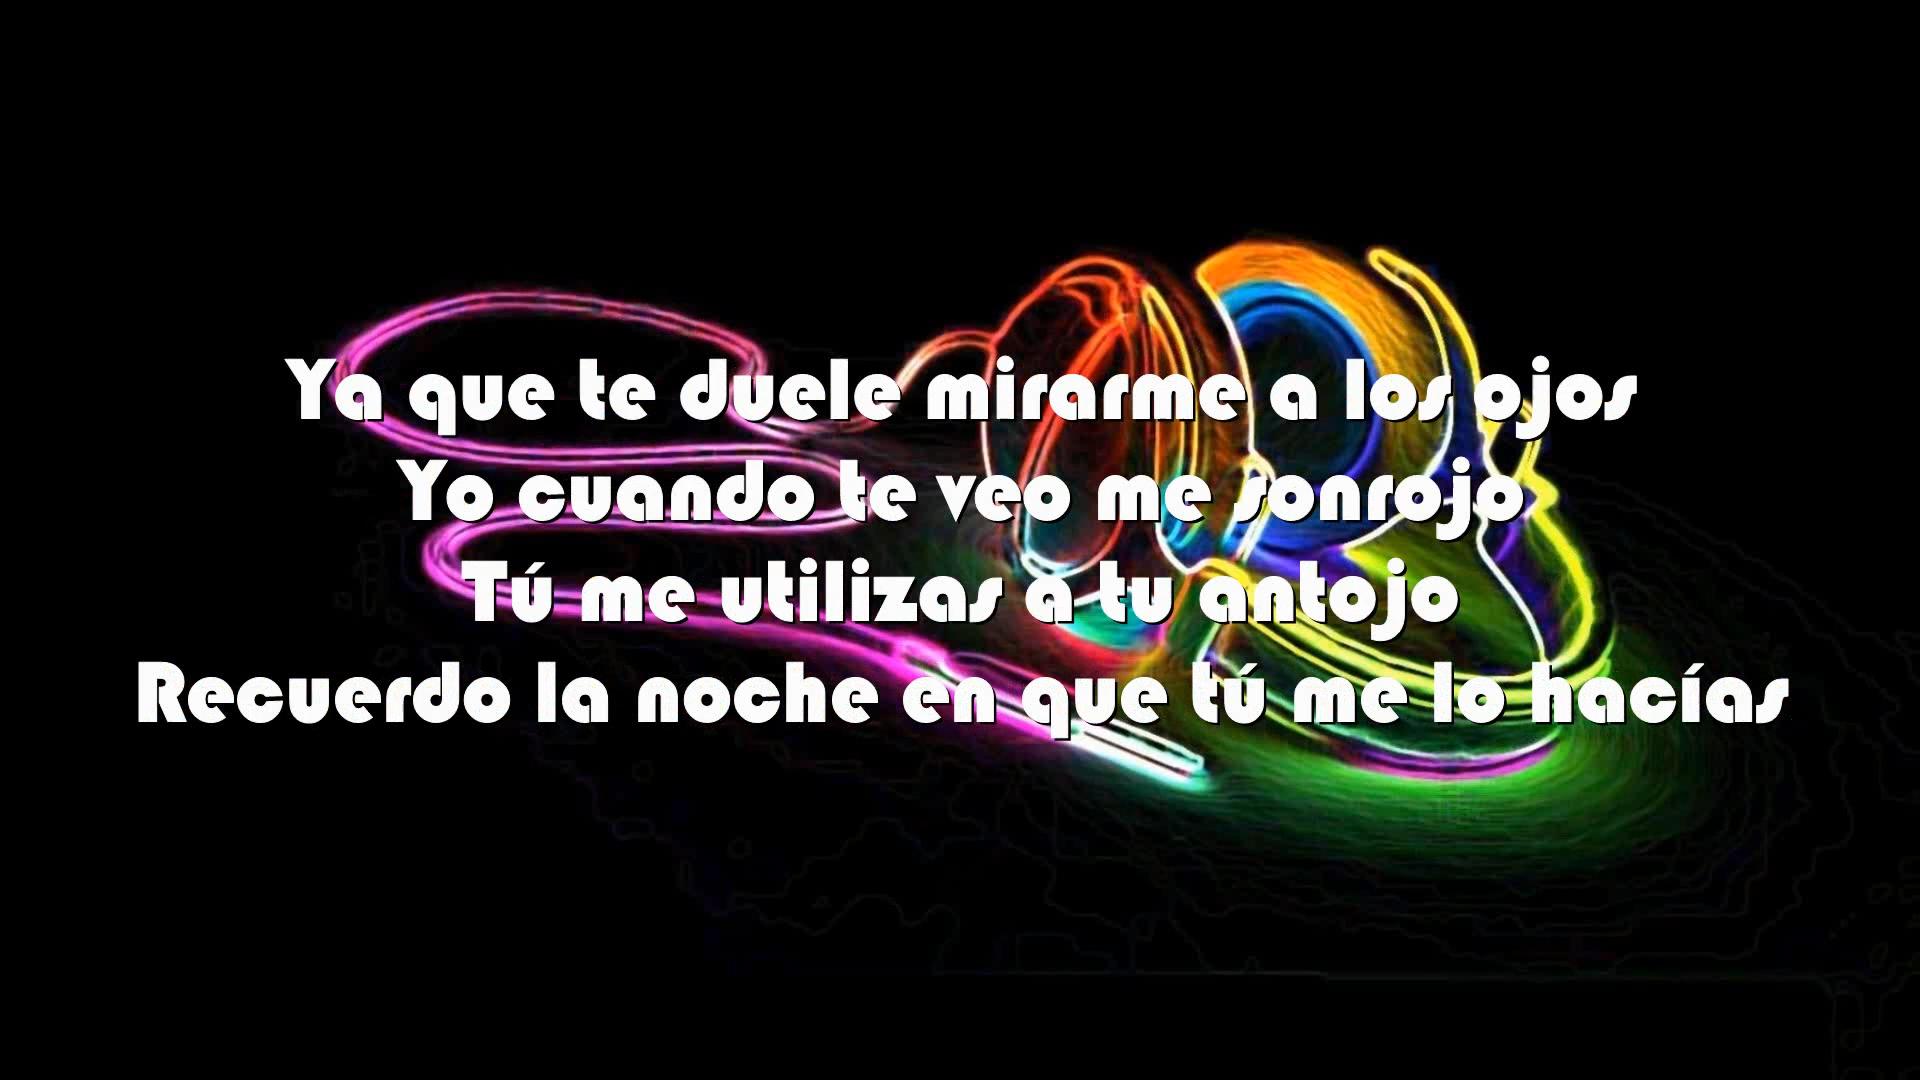 Ya que te duele mirarme a los ojos
Yo cuando te veo me sonrojo
Tú me utilizas a tu antojo
Recuerdo la noche en que tú me lo hacías